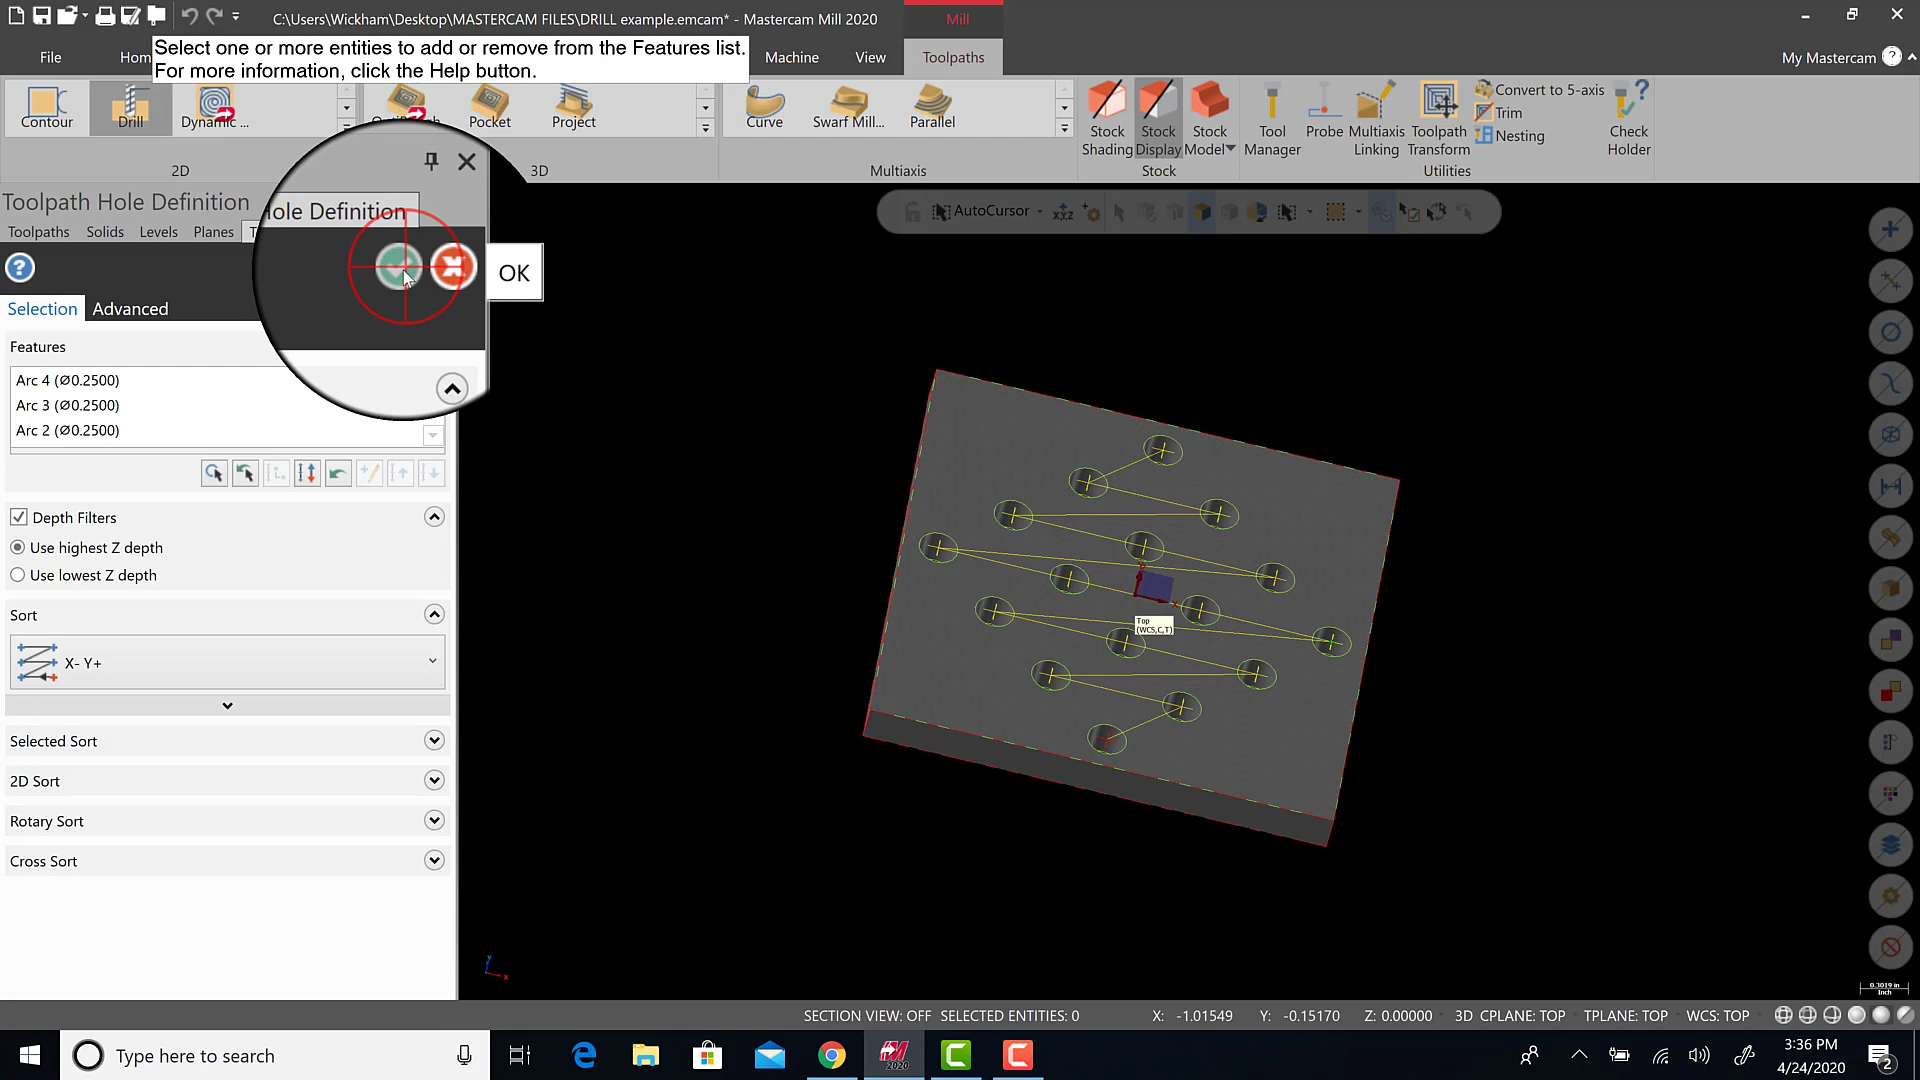 C:\Users\Wickham\Desktop\MASTERCAM FILES\DRILL example.emcam* - Mastercam Mill 2020
Mill
File
Hom
Select one or more entities to add or remove from the Features list.
For more information, click the Help button.
Machine
View
Toolpaths
My Mastercam
Contour
Drill
Dynamic ...
Pocket
Project
Curve
Swarf Mill...
Parallel
Stock Shading
Stock Display
Stock Model
Tool Manager
Probe
Multiaxis Linking
Toolpath Transform
Convert to 5-axis
Trim
Nesting
Check Holder
2D
3D
Multiaxis
Stock
Utilities
Toolpath Hole Definition
Toolpaths
Solids
Levels
Planes
T
Hole Definition
OK
AutoCursor
Selection
Advanced
Features
Arc 4 (Ø0.2500)
Arc 3 (Ø0.2500)
Arc 2 (Ø0.2500)
Depth Filters
Use highest Z depth
Use lowest Z depth
Sort
X- Y+
Selected Sort
2D Sort
Rotary Sort
Cross Sort
Top
(WCS,C,T)
0.3019 in
Inch
SECTION VIEW: OFF
SELECTED ENTITIES: 0
X: -1.01549
Y: -0.15170
Z: 0.00000
3D
CPLANE: TOP
TPLANE: TOP
WCS: TOP
Type here to search
2020
3:36 PM
4/24/2020
2